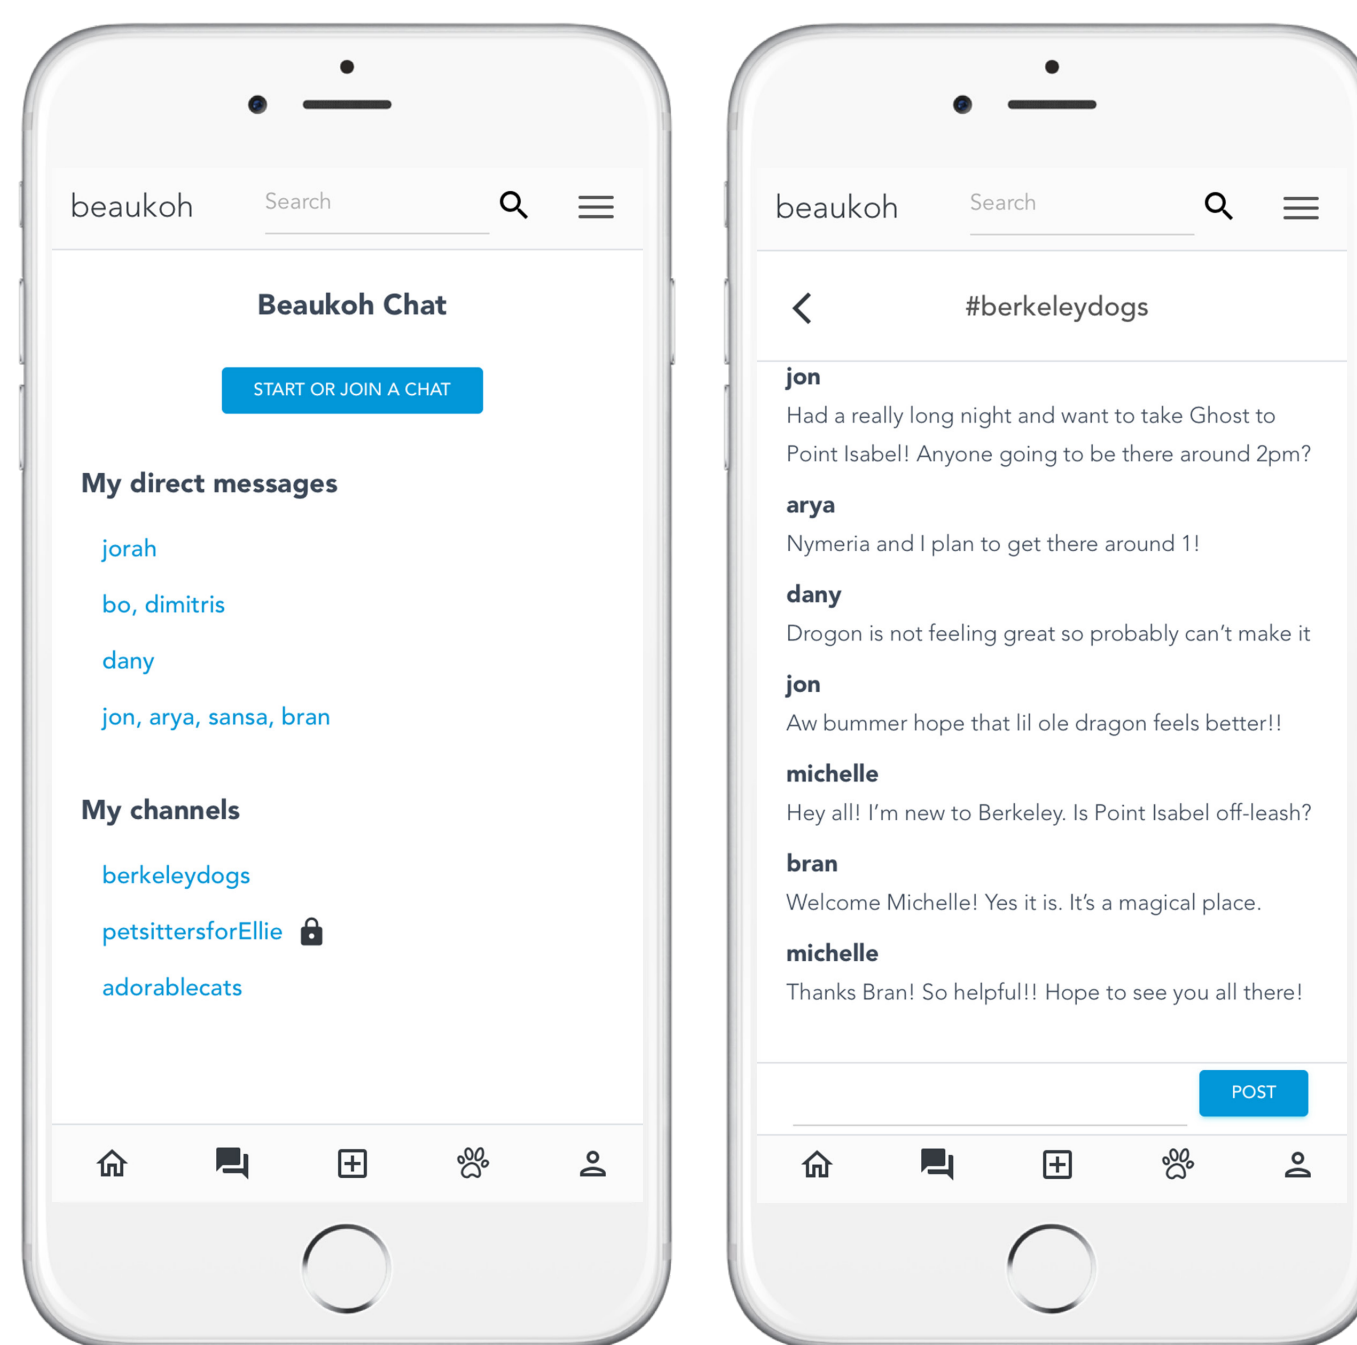 beaukoh
Search
Beaukoh Chat
START OR JOIN A CHAT
My direct messages
jorah
bo, dimitris
dany
jon, arya, sansa, bran
My channels
berkeleydogs
petsittersforEllie
adorablecats
beaukoh
Search
#berkeleydogs
jon
Had a really long night and want to take Ghost to
Point Isabel! Anyone going to be there around 2pm?
arya
Nymeria and I plan to get there around 1!
dany
Drogon is not feeling great so probably can't make it
jon
Aw bummer hope that lil ole dragon feels better!!
michelle
Hey all! I'm new to Berkeley. Is Point Isabel off-leash?
bran
Welcome Michelle! Yes it is. It's a magical place.
michelle
Thanks Bran! So helpful!! Hope to see you all there!
POST